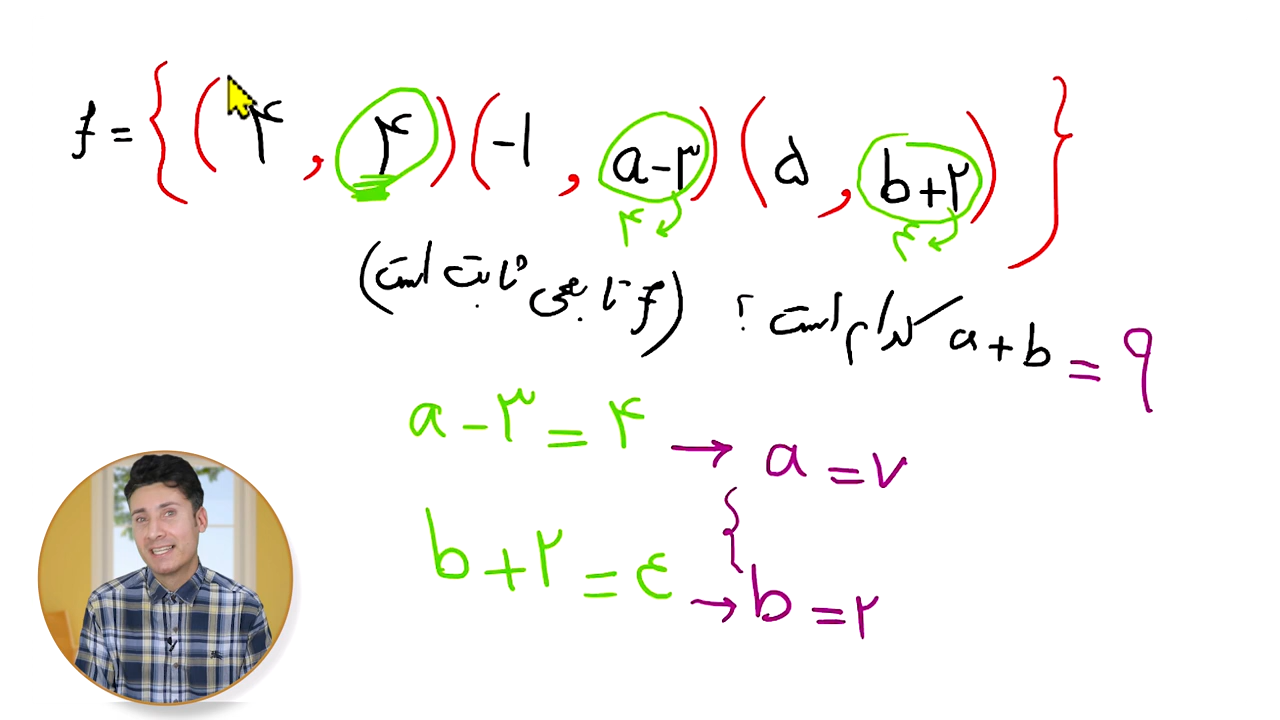 f = { (۴ , ۴) (-۱ , a-۳) (۵ , b+۲) }
۴ ۴
(f تابعی ثابت است) a+b کدام است ؟ = ۹
a-۳=۴ → a=۷
b+۲=۴ → b=۲